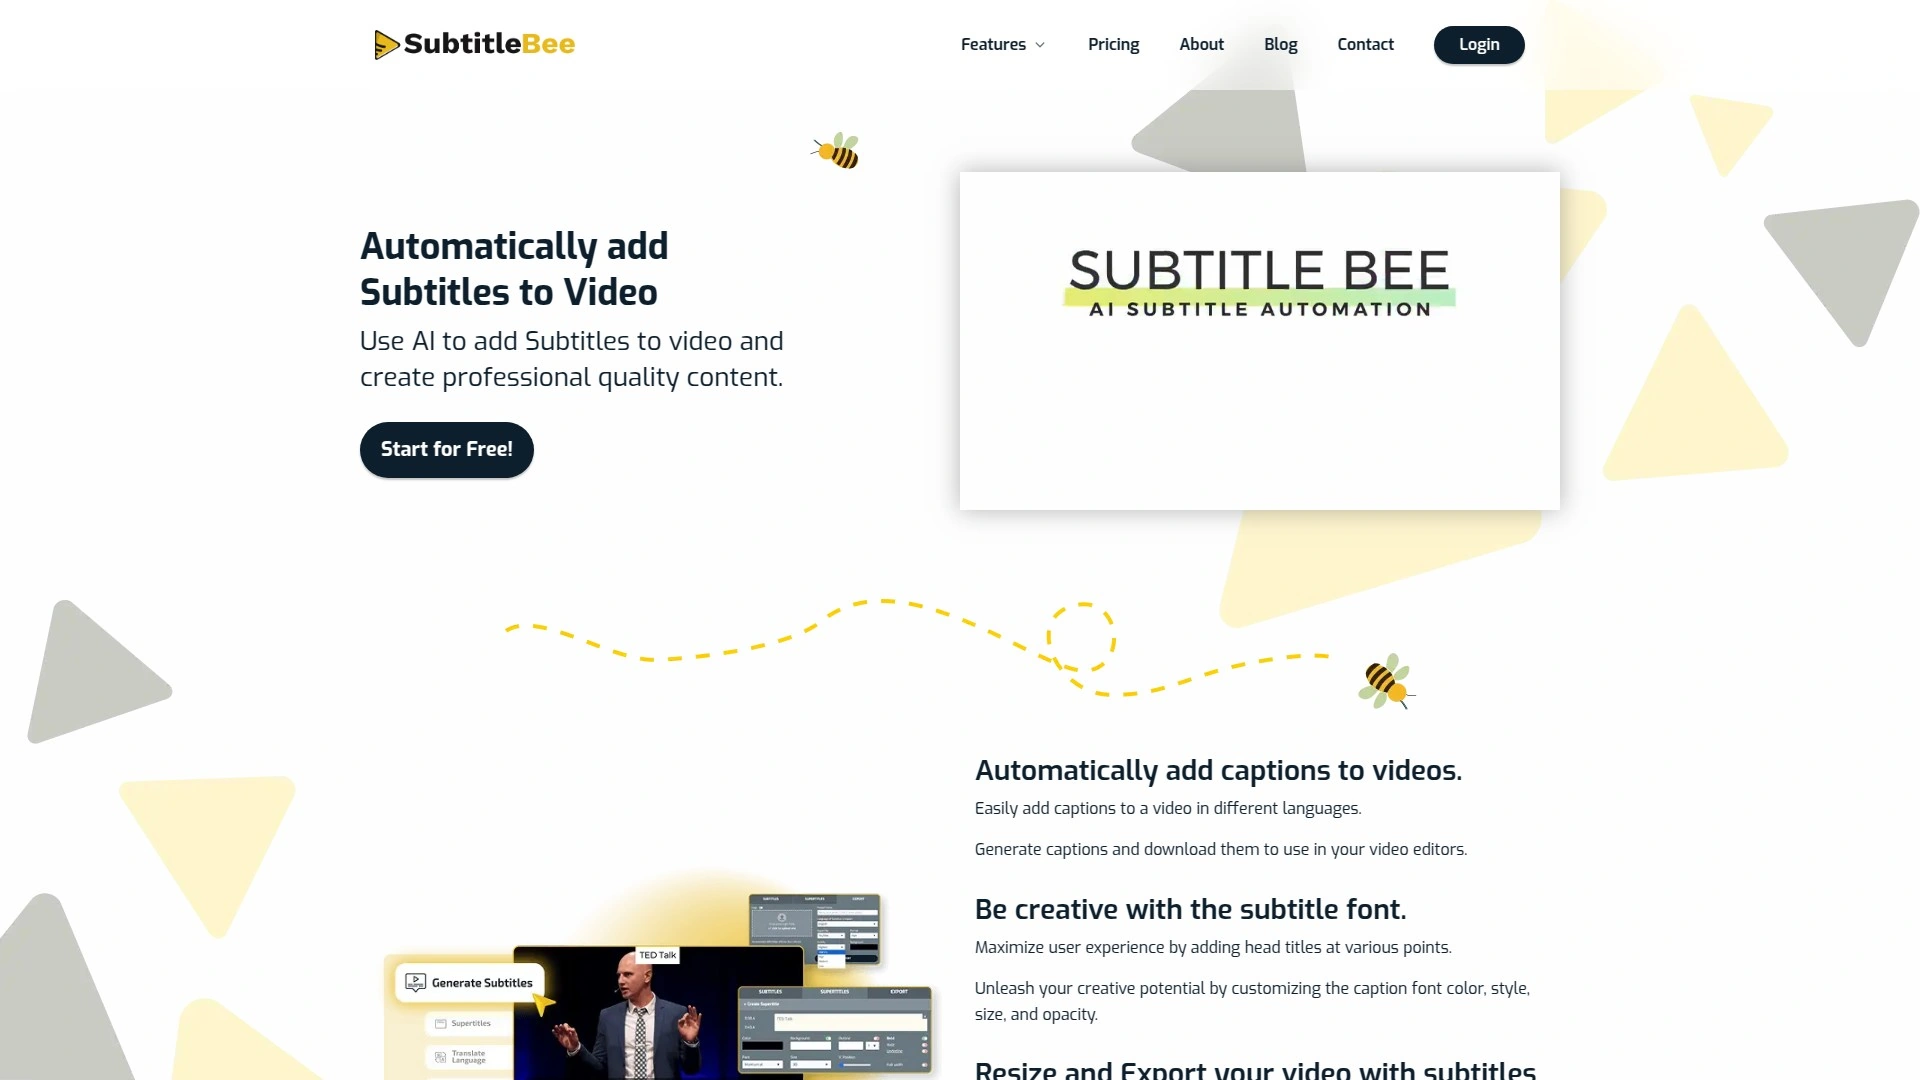 SubtitleBee
Features
Pricing
About
Blog
Contact
Login
Automatically add
Subtitles to Video
Use AI to add Subtitles to video and
create professional quality content.
Start for Free!
SUBTITLE BEE
AI SUBTITLE AUTOMATION
Automatically add captions to videos.
Easily add captions to a video in different languages.
Generate captions and download them to use in your video editors.
Be creative with the subtitle font.
Maximize user experience by adding head titles at various points.
Unleash your creative potential by customizing the caption font color, style,
size, and opacity.
Resize and Export your video with subtitles
Generate Subtitles
Supertitles
Translate
Language
TED Talk
SUBTITLES
SUPERTITLES
EXPORT
SUBTITLES
SUPERTITLES
EXPORT